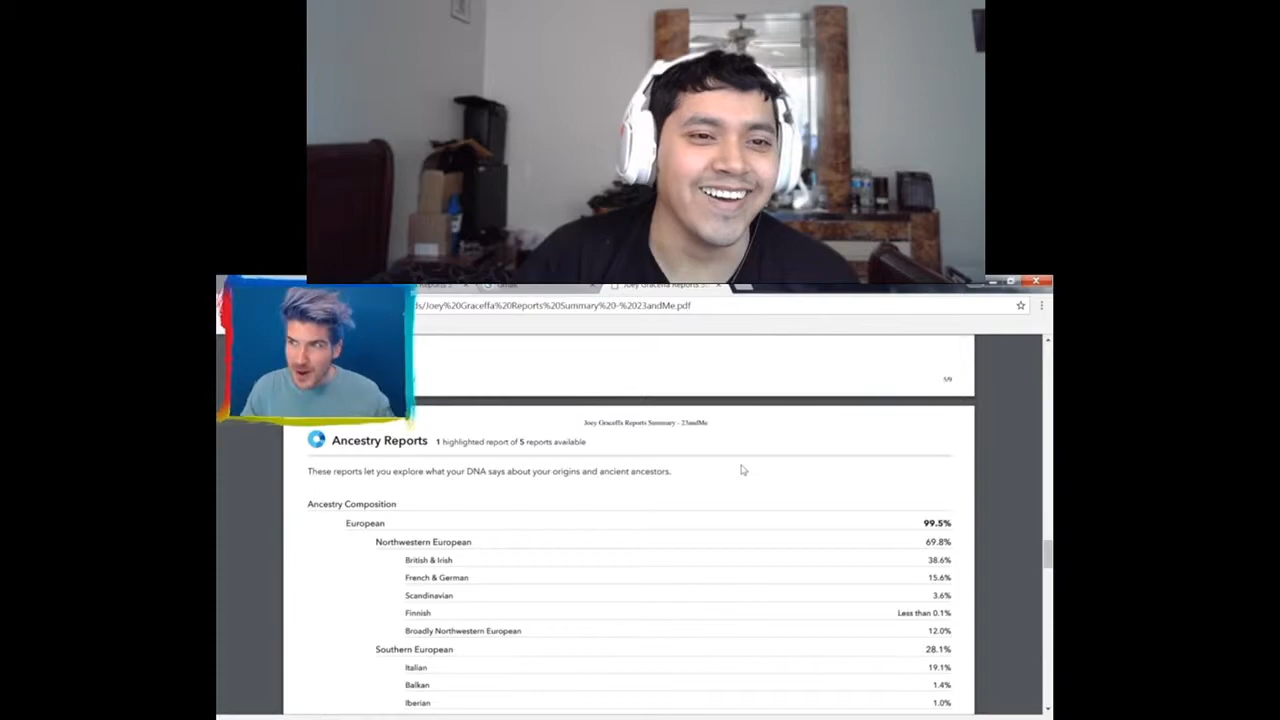 s/Joey%20Graceffa%20Reports%20Summary%20-%2023andMe.pdf
5/9
Joey Graceffa Reports Summary - 23andMe
Ancestry Reports 1 highlighted report of 5 reports available
These reports let you explore what your DNA says about your origins and ancient ancestors.
Ancestry Composition
European 99.5%
Northwestern European 69.8%
British & Irish 38.6%
French & German 15.6%
Scandinavian 3.6%
Finnish Less than 0.1%
Broadly Northwestern European 12.0%
Southern European 28.1%
Italian 19.1%
Balkan 1.4%
Iberian 1.0%